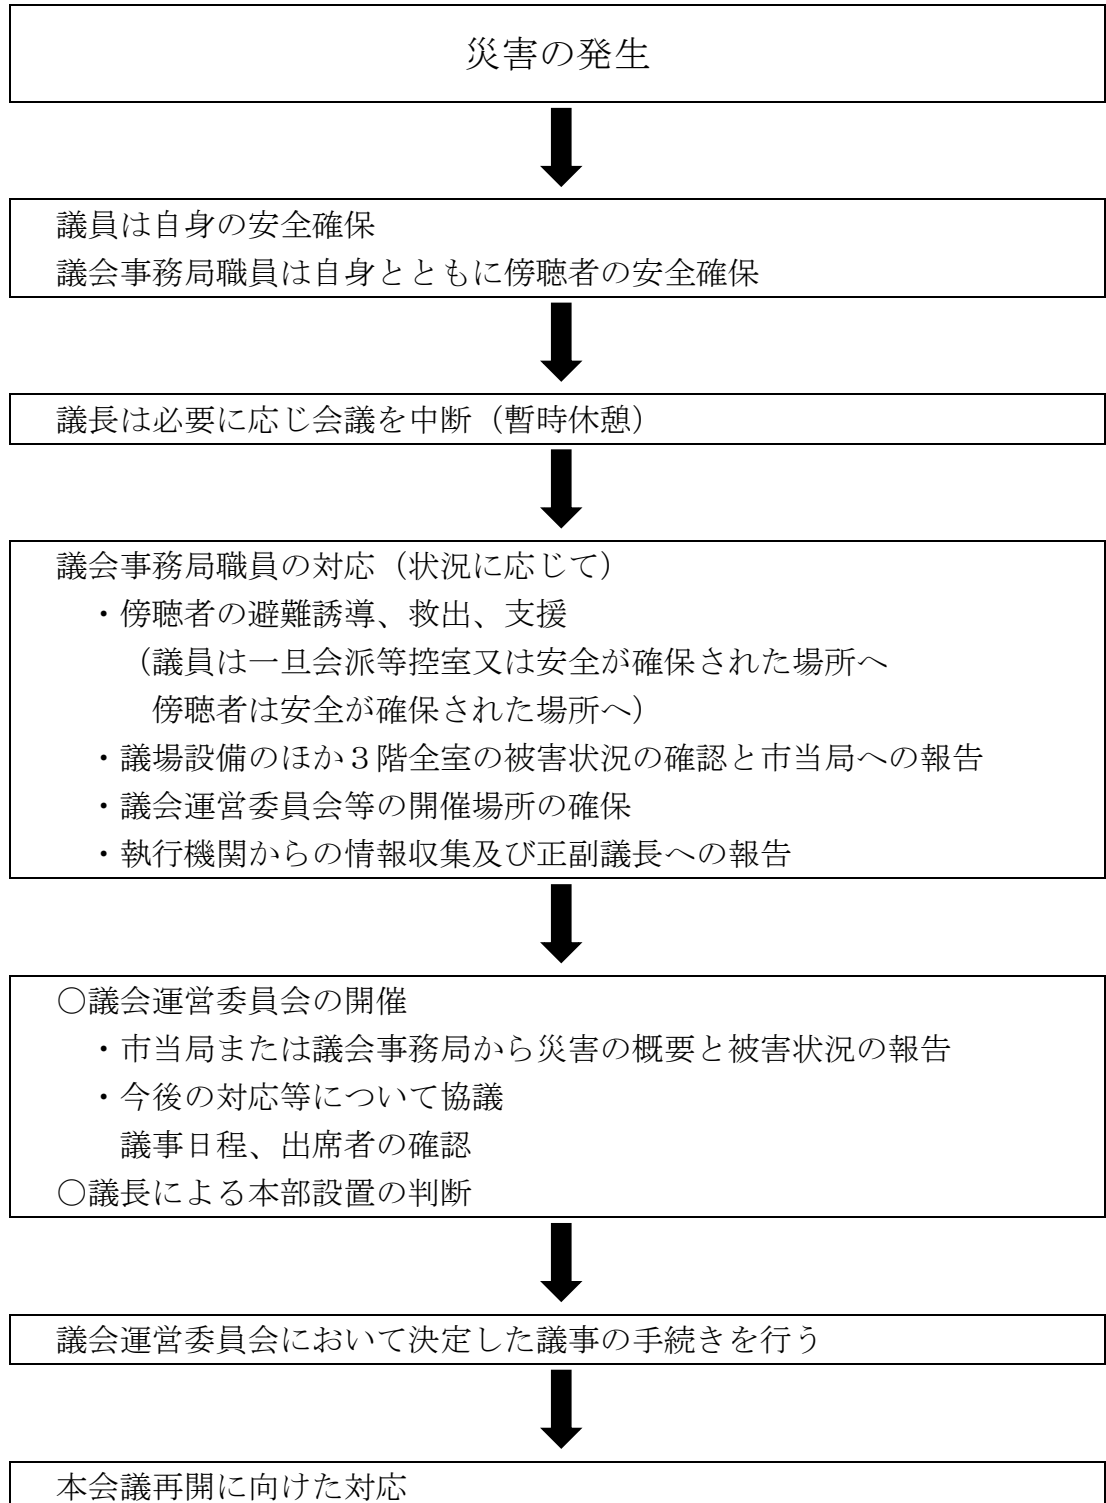 災害の発生
議員は自身の安全確保
議会事務局職員は自身とともに傍聴者の安全確保
議長は必要に応じ会議を中断（暫時休憩）
議会事務局職員の対応（状況に応じて）
・傍聴者の避難誘導、救出、支援
（議員は一旦会派等控室又は安全が確保された場所へ
傍聴者は安全が確保された場所へ）
・議場設備のほか３階全室の被害状況の確認と市当局への報告
・議会運営委員会等の開催場所の確保
・執行機関からの情報収集及び正副議長への報告
○議会運営委員会の開催
・市当局または議会事務局から災害の概要と被害状況の報告
・今後の対応等について協議
議事日程、出席者の確認
○議長による本部設置の判断
議会運営委員会において決定した議事の手続きを行う
本会議再開に向けた対応